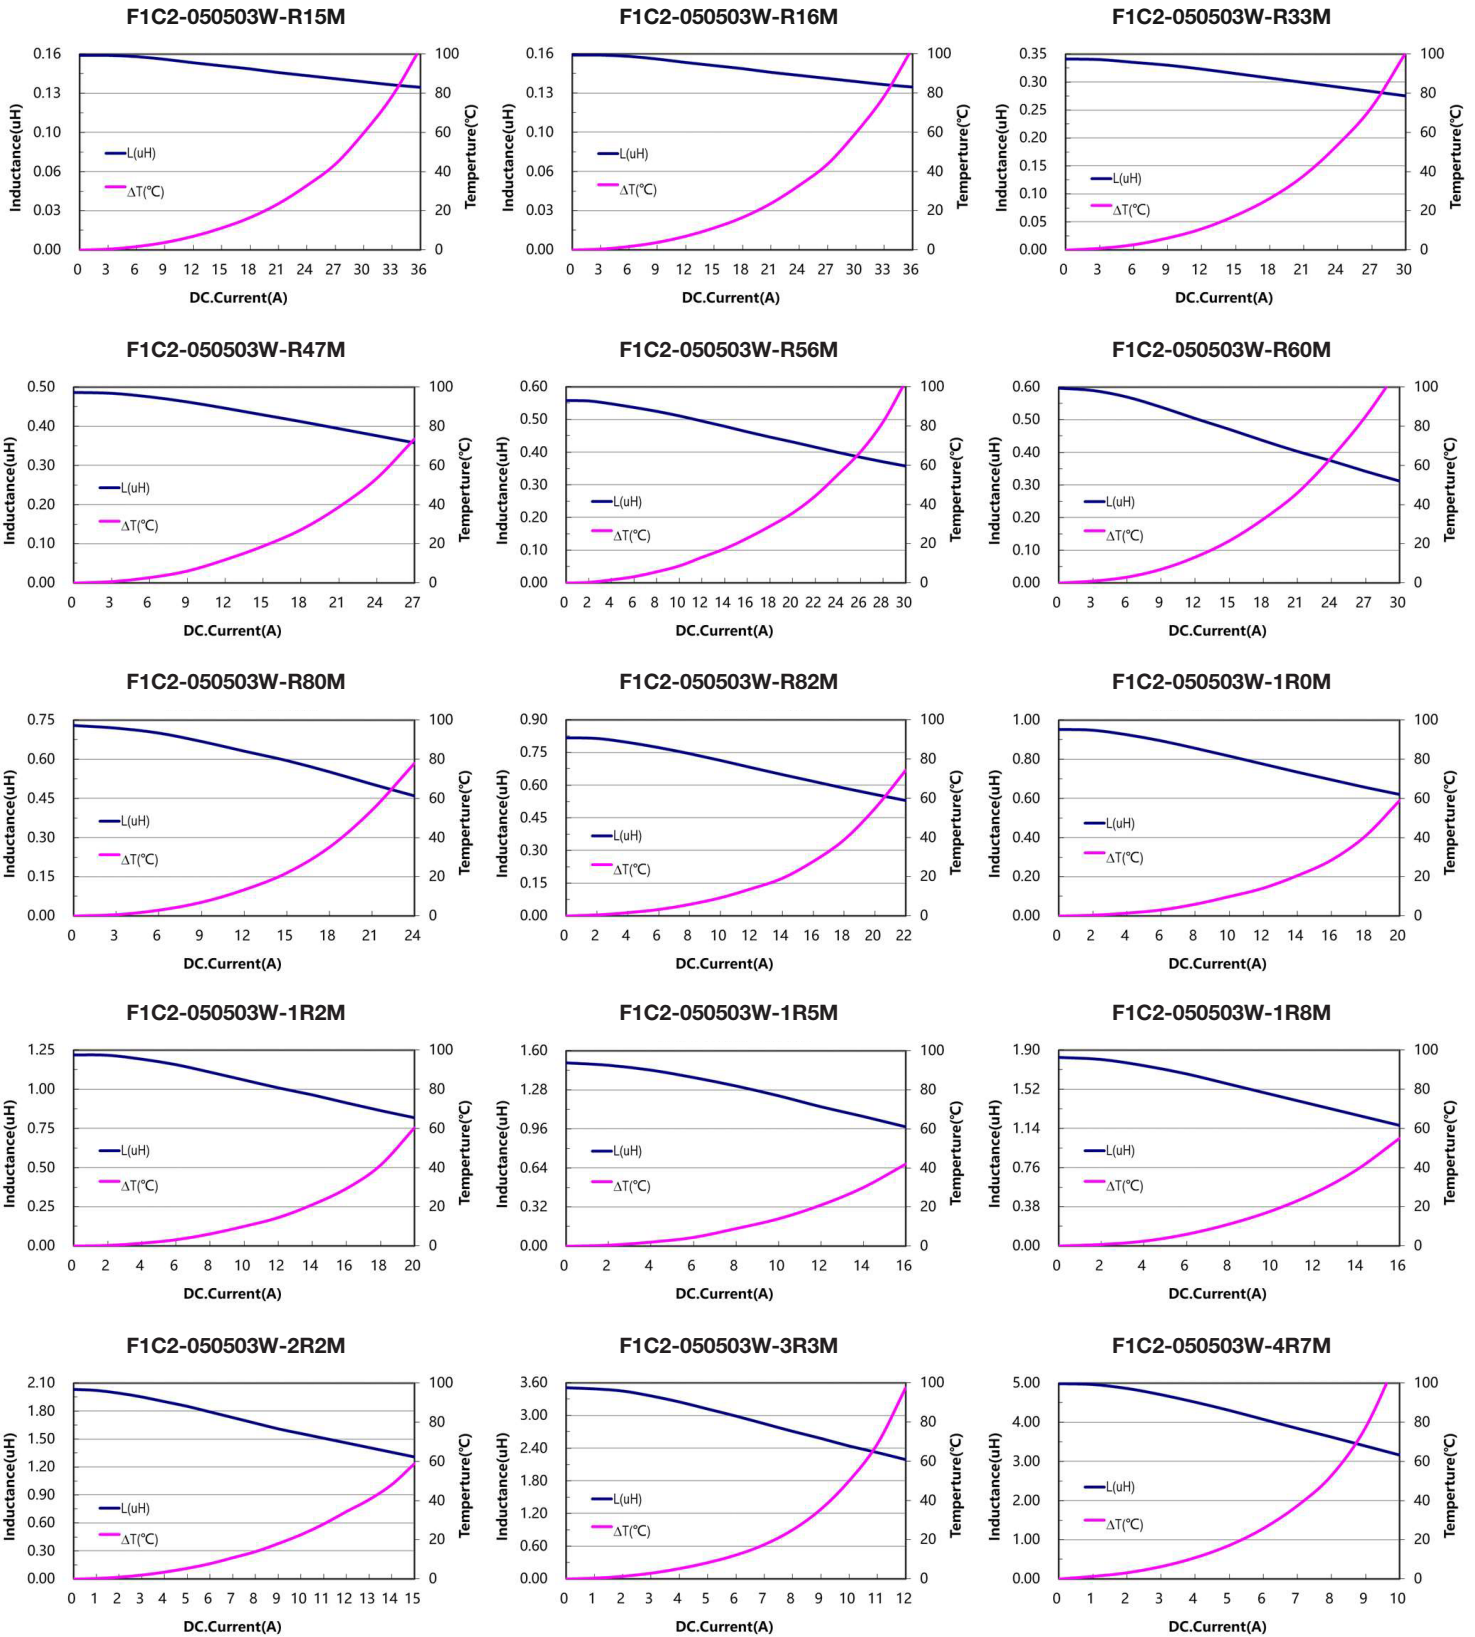 F1C2-050503W-R15M
0.16
0.13
0.10
0.06
0.03
0.00
100
80
60
40
20
0
Inductance(uH)
Temperture(℃)
L(uH)
ΔT(℃)
0 3 6 9 12 15 18 21 24 27 30 33 36
DC.Current(A)
F1C2-050503W-R16M
0.16
0.13
0.10
0.06
0.03
0.00
100
80
60
40
20
0
Inductance(uH)
Temperture(℃)
L(uH)
ΔT(℃)
0 3 6 9 12 15 18 21 24 27 30 33 36
DC.Current(A)
F1C2-050503W-R33M
0.35
0.30
0.25
0.20
0.15
0.10
0.05
0.00
100
80
60
40
20
0
Inductance(uH)
Temperture(℃)
L(uH)
ΔT(℃)
0 3 6 9 12 15 18 21 24 27 30
DC.Current(A)
F1C2-050503W-R47M
0.50
0.40
0.30
0.20
0.10
0.00
100
80
60
40
20
0
Inductance(uH)
Temperture(℃)
L(uH)
ΔT(℃)
0 3 6 9 12 15 18 21 24 27
DC.Current(A)
F1C2-050503W-R56M
0.60
0.50
0.40
0.30
0.20
0.10
0.00
100
80
60
40
20
0
Inductance(uH)
Temperture(℃)
L(uH)
ΔT(℃)
0 2 4 6 8 10 12 14 16 18 20 22 24 26 28 30
DC.Current(A)
F1C2-050503W-R60M
0.60
0.50
0.40
0.30
0.20
0.10
0.00
100
80
60
40
20
0
Inductance(uH)
Temperture(℃)
L(uH)
ΔT(℃)
0 3 6 9 12 15 18 21 24 27 30
DC.Current(A)
F1C2-050503W-R80M
0.75
0.60
0.45
0.30
0.15
0.00
100
80
60
40
20
0
Inductance(uH)
Temperture(℃)
L(uH)
ΔT(℃)
0 3 6 9 12 15 18 21 24
DC.Current(A)
F1C2-050503W-R82M
0.90
0.75
0.60
0.45
0.30
0.15
0.00
100
80
60
40
20
0
Inductance(uH)
Temperture(℃)
L(uH)
ΔT(℃)
0 2 4 6 8 10 12 14 16 18 20 22
DC.Current(A)
F1C2-050503W-1R0M
1.00
0.80
0.60
0.40
0.20
0.00
100
80
60
40
20
0
Inductance(uH)
Temperture(℃)
L(uH)
ΔT(℃)
0 2 4 6 8 10 12 14 16 18 20
DC.Current(A)
F1C2-050503W-1R2M
1.25
1.00
0.75
0.50
0.25
0.00
100
80
60
40
20
0
Inductance(uH)
Temperture(℃)
L(uH)
ΔT(℃)
0 2 4 6 8 10 12 14 16 18 20
DC.Current(A)
F1C2-050503W-1R5M
1.60
1.28
0.96
0.64
0.32
0.00
100
80
60
40
20
0
Inductance(uH)
Temperture(℃)
L(uH)
ΔT(℃)
0 2 4 6 8 10 12 14 16
DC.Current(A)
F1C2-050503W-1R8M
1.90
1.52
1.14
0.76
0.38
0.00
100
80
60
40
20
0
Inductance(uH)
Temperture(℃)
L(uH)
ΔT(℃)
0 2 4 6 8 10 12 14 16
DC.Current(A)
F1C2-050503W-2R2M
2.10
1.80
1.50
1.20
0.90
0.60
0.30
0.00
100
80
60
40
20
0
Inductance(uH)
Temperture(℃)
L(uH)
ΔT(℃)
0 1 2 3 4 5 6 7 8 9 10 11 12 13 14 15
DC.Current(A)
F1C2-050503W-3R3M
3.60
3.00
2.40
1.80
1.20
0.60
0.00
100
80
60
40
20
0
Inductance(uH)
Temperture(℃)
L(uH)
ΔT(℃)
0 1 2 3 4 5 6 7 8 9 10 11 12
DC.Current(A)
F1C2-050503W-4R7M
5.00
4.00
3.00
2.00
1.00
0.00
100
80
60
40
20
0
Inductance(uH)
Temperture(℃)
L(uH)
ΔT(℃)
0 1 2 3 4 5 6 7 8 9 10
DC.Current(A)